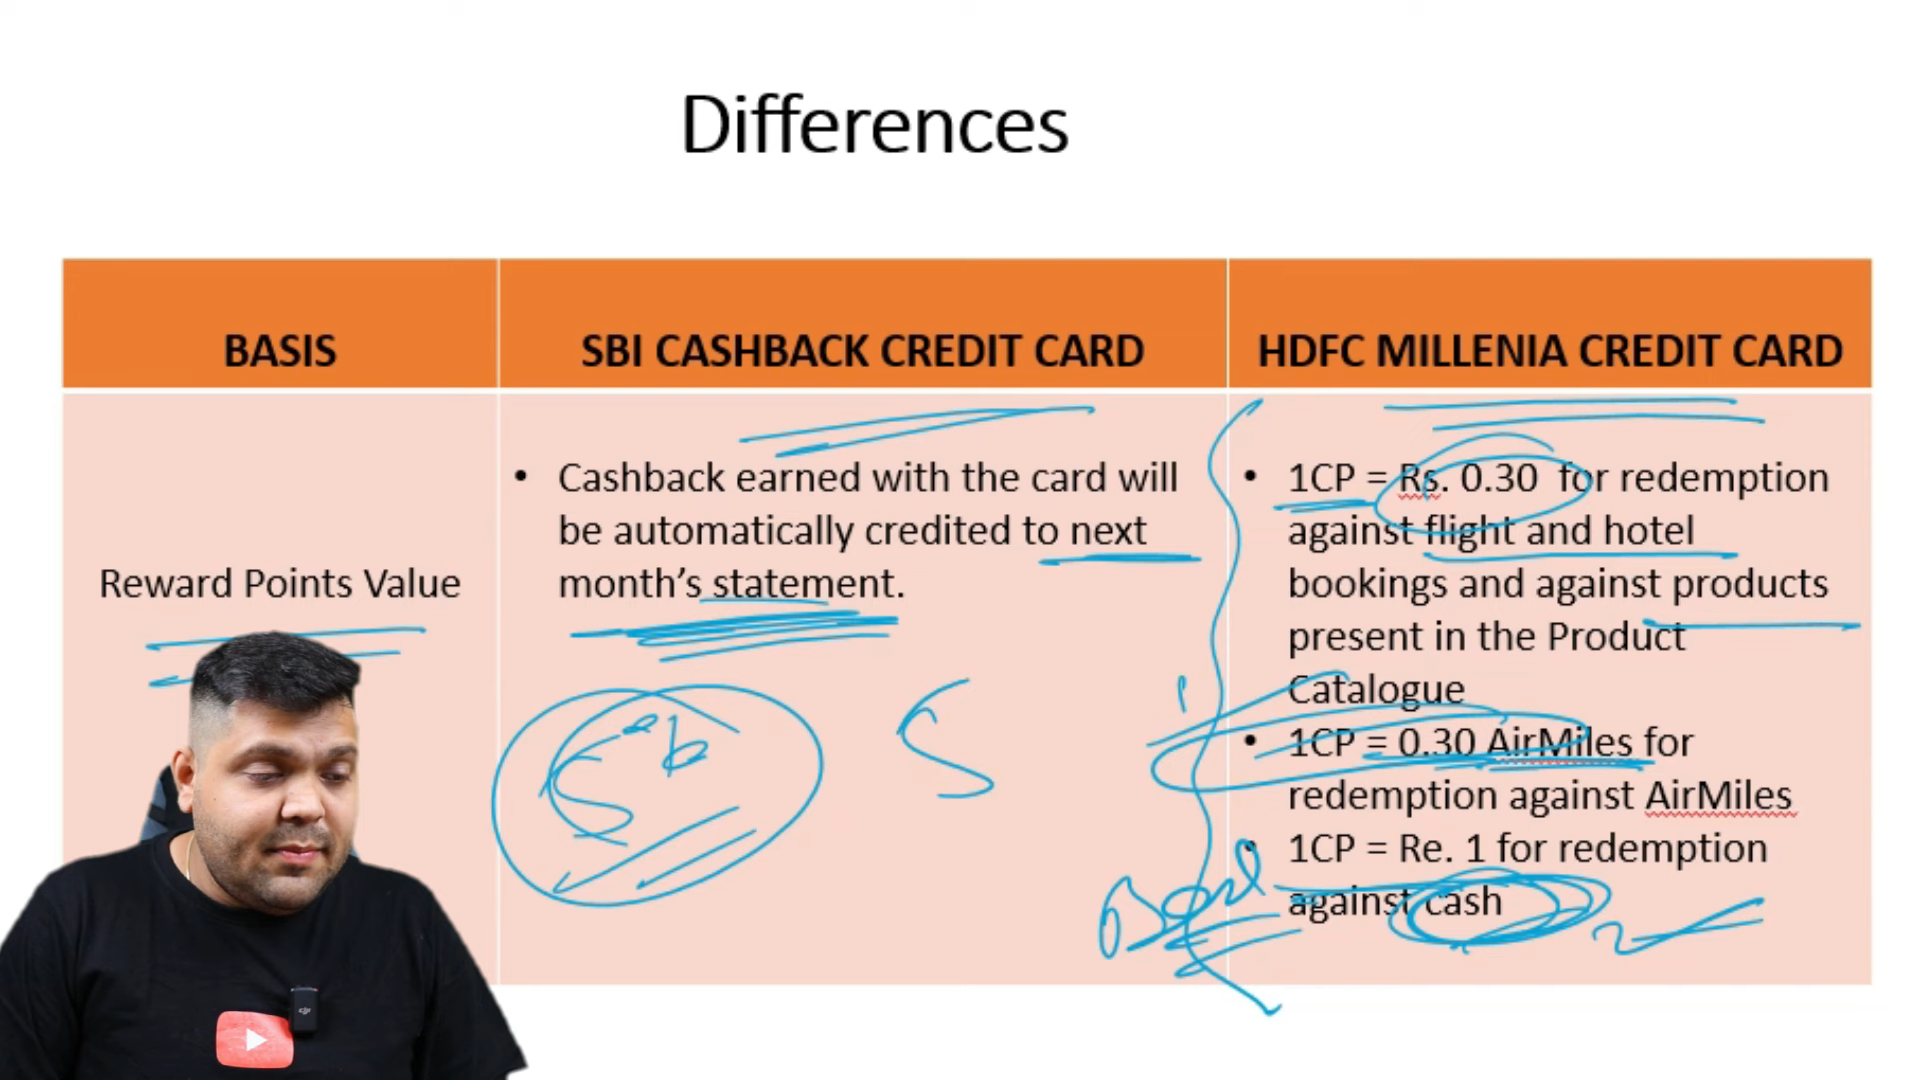 Differences
BASIS
SBI CASHBACK CREDIT CARD
HDFC MILLENIA CREDIT CARD
Reward Points Value
• Cashback earned with the card will
be automatically credited to next
month’s statement.
• 1CP = Rs. 0.30 for redemption
against flight and hotel
bookings and against products
present in the Product
Catalogue
• 1CP = 0.30 AirMiles for
redemption against AirMiles
• 1CP = Re. 1 for redemption
against cash